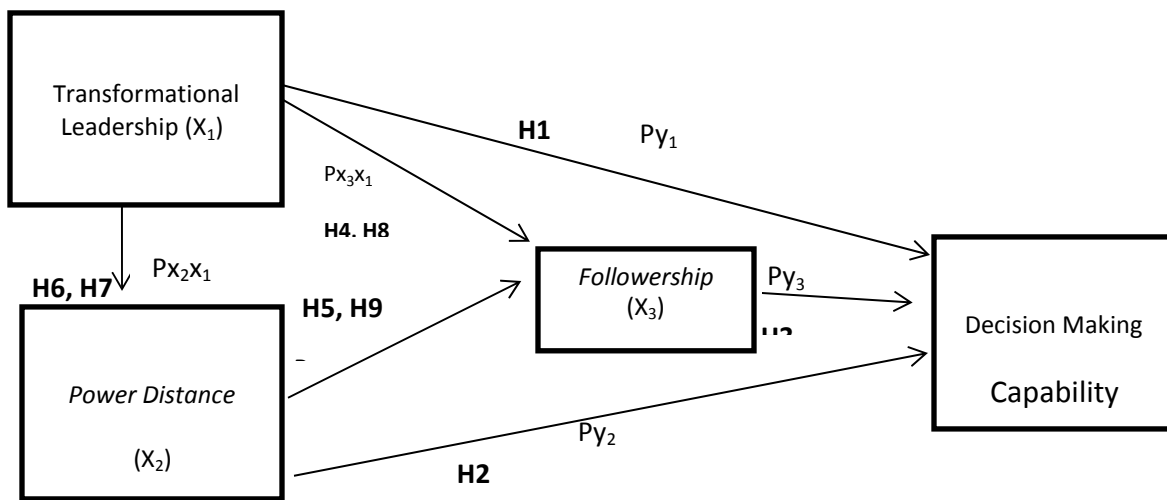 Transformational
Leadership (X₁)
H1
Py₁
Px₃x₁
H4, H8
Px₂x₁
H6, H7
H5, H9
Followership
(X₃)
Py₃
Decision Making
Capability
Power Distance
(X₂)
Py₂
H2